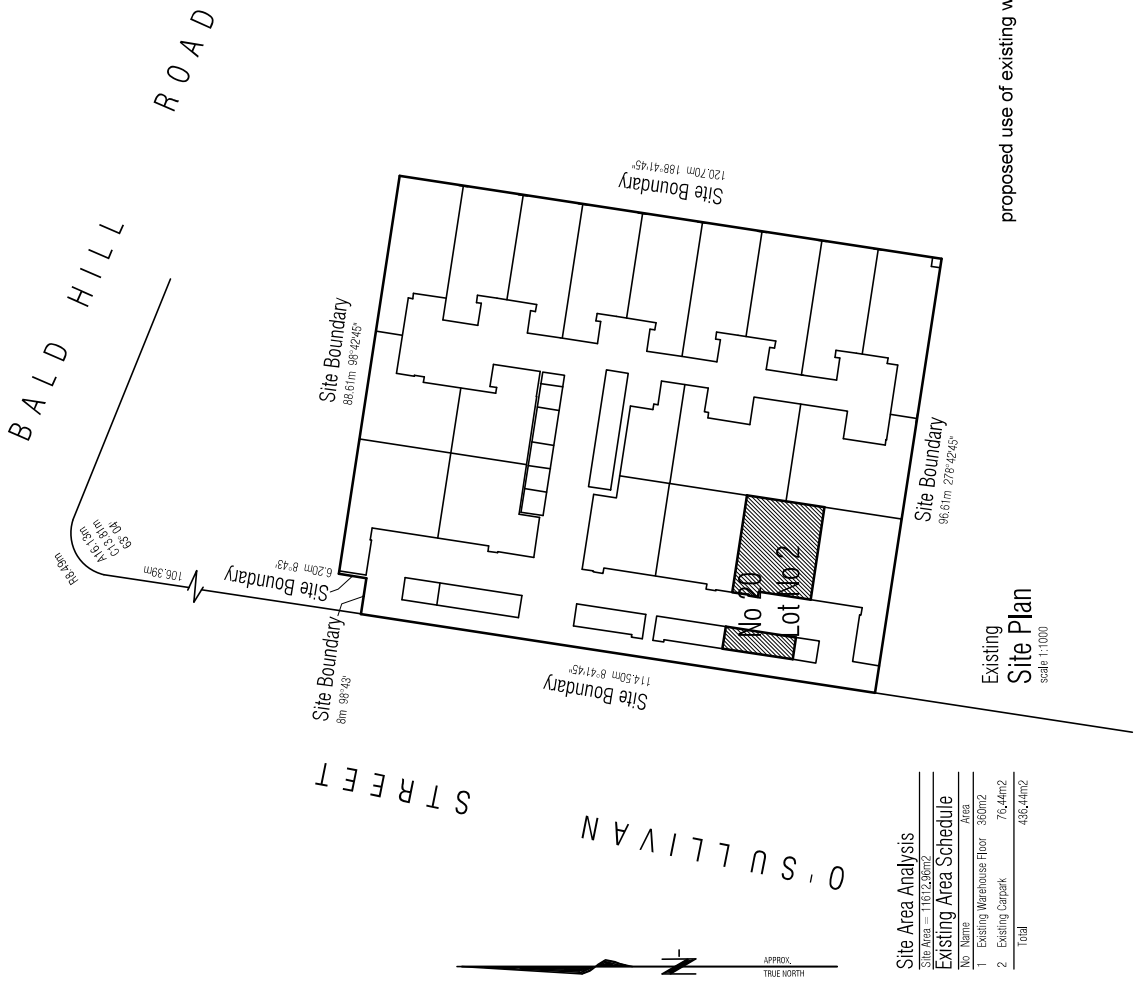 BALD HILL ROAD
proposed use of existing w
R8.49m
A16.13m
C13.81m
63° 04'
106.39m
Site Boundary
88.61m 98°42'45"
Site Boundary
120.70m 188°41'45"
Site Boundary
6.20m 8°43'
Site Boundary
8m 98°43'
Site Boundary
114.50m 8°41'45"
Site Boundary
96.61m 278°42'45"
No 20
Lot No 2
O'SULLIVAN STREET
Existing
Site Plan
scale 1:1000
Site Area Analysis
Site Area = 11612.96m2
Existing Area Schedule
No Name Area
1 Existing Warehouse Floor 360m2
2 Existing Carpark 76.44m2
Total 436.44m2
N
APPROX.
TRUE NORTH